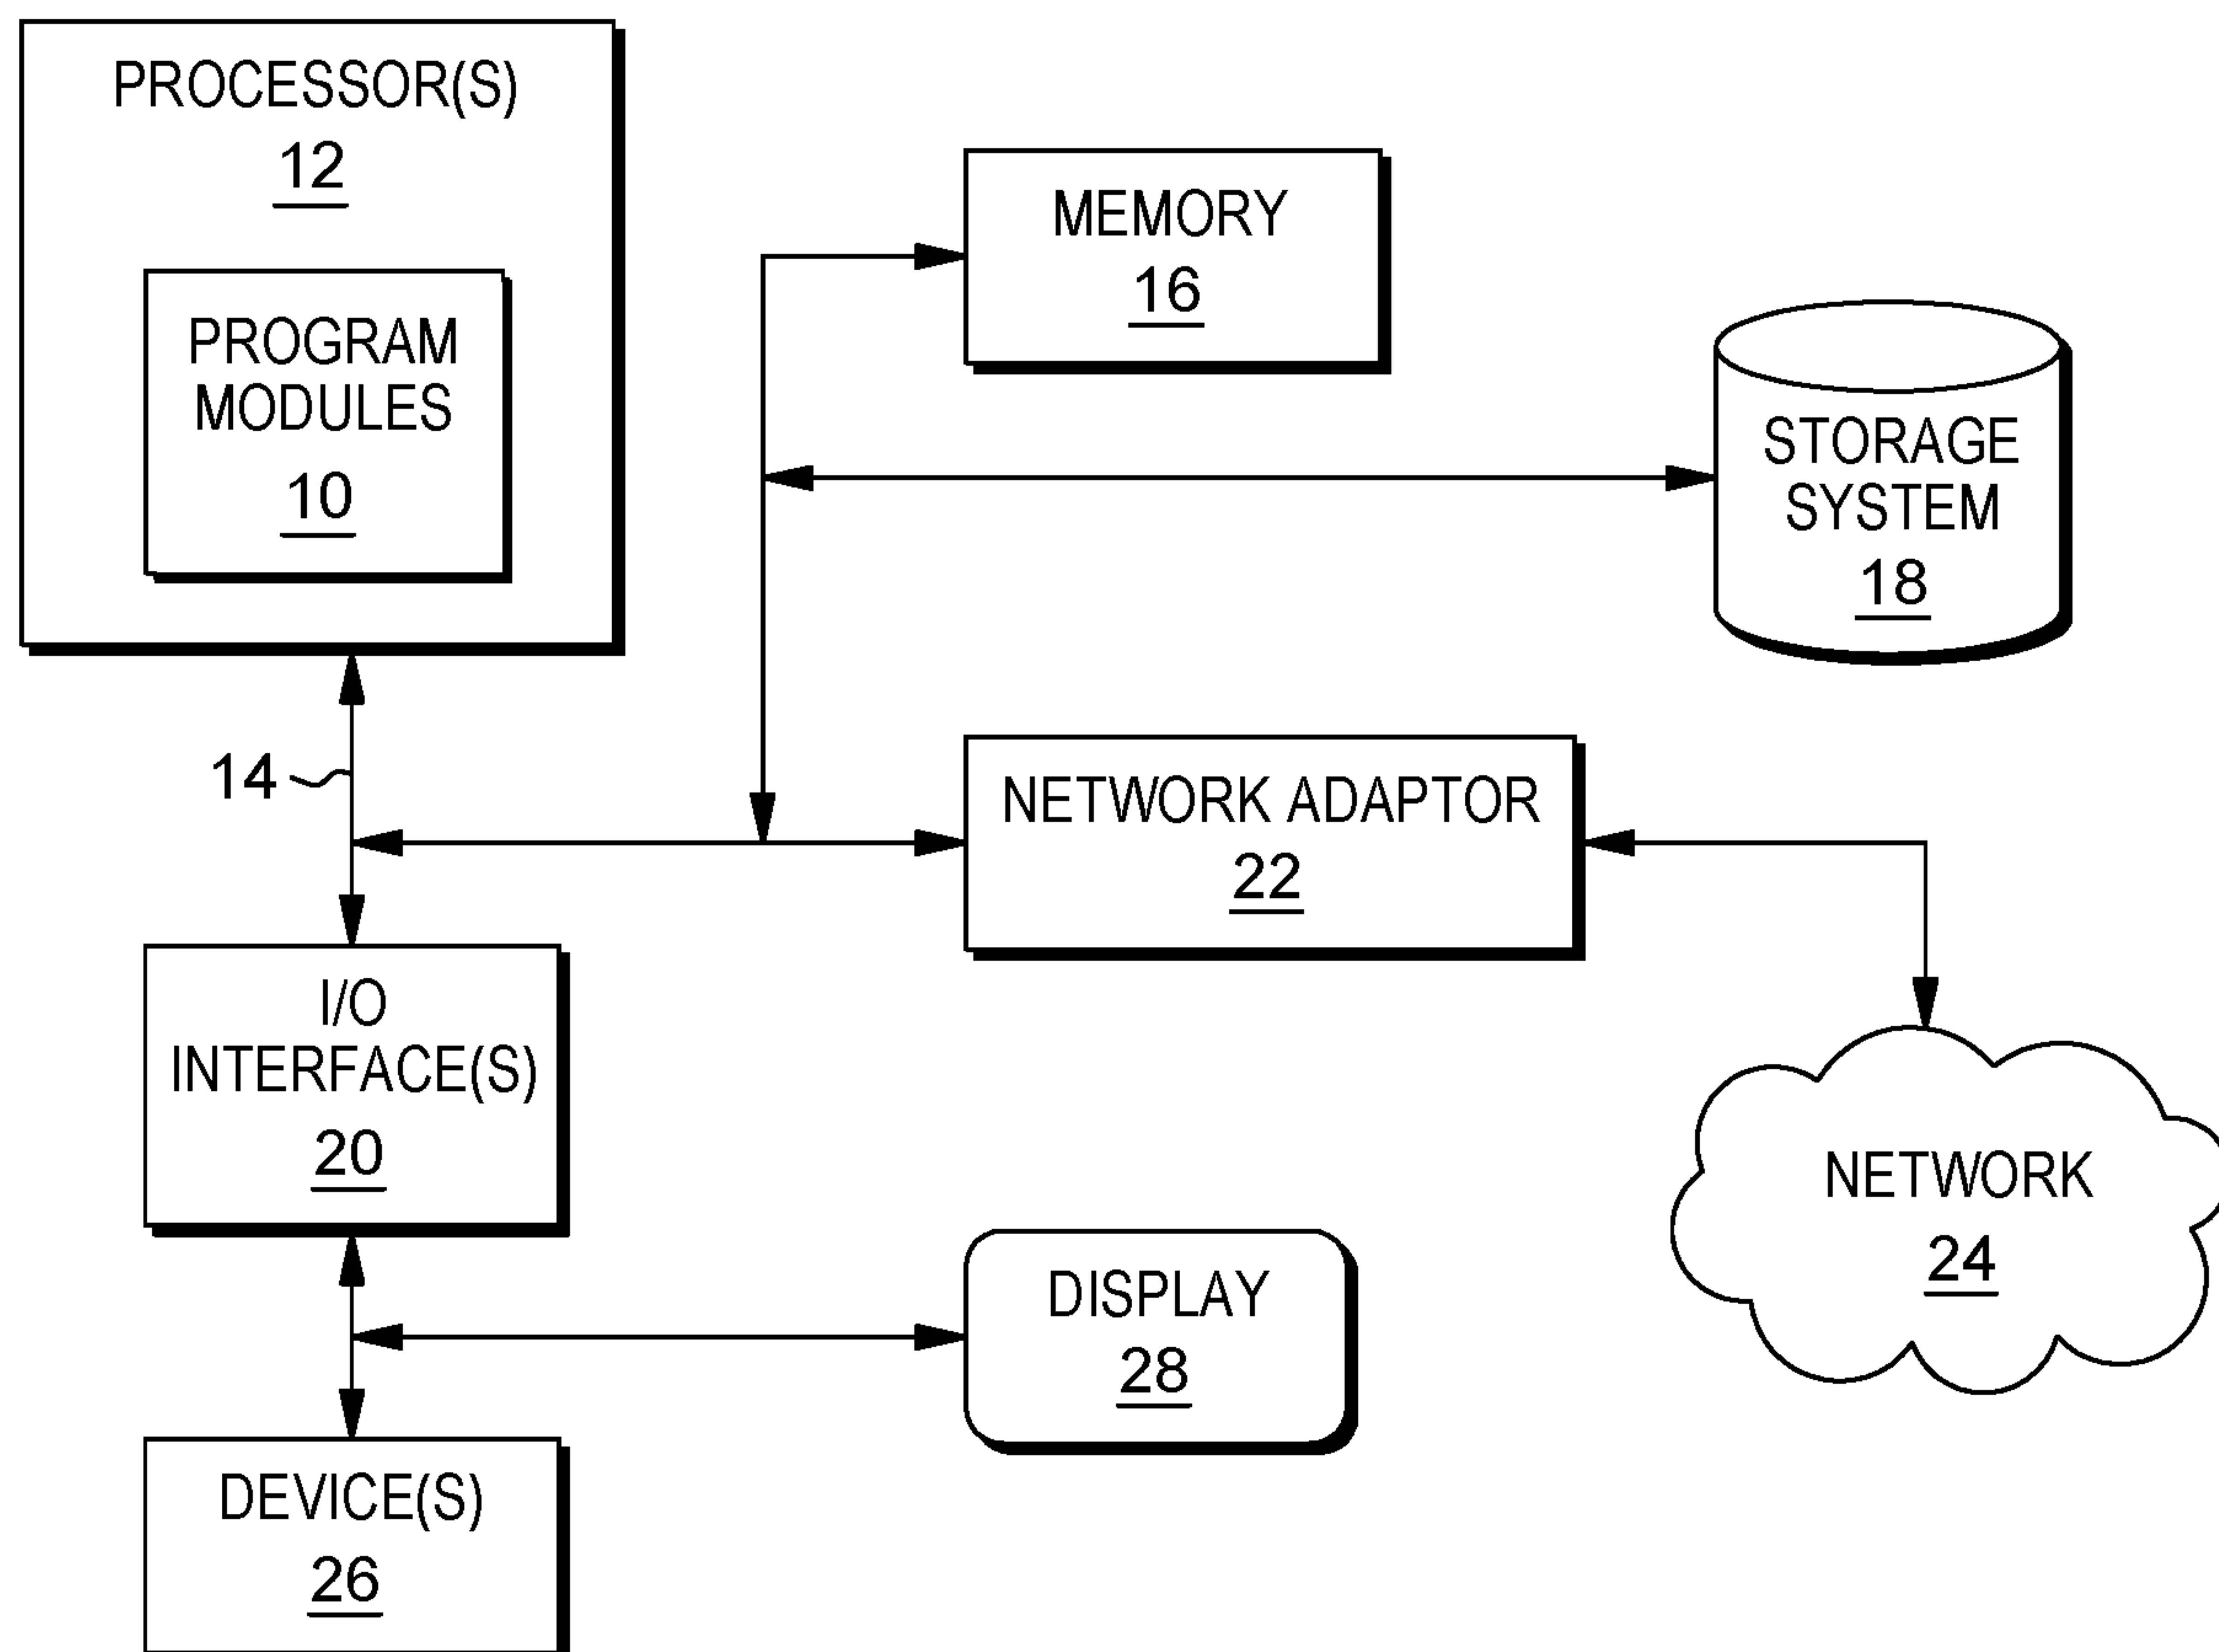 PROCESSOR(S)
12
PROGRAM
MODULES
10
MEMORY
16
STORAGE
SYSTEM
18
14
NETWORK ADAPTOR
22
I/O
INTERFACE(S)
20
NETWORK
24
DISPLAY
28
DEVICE(S)
26